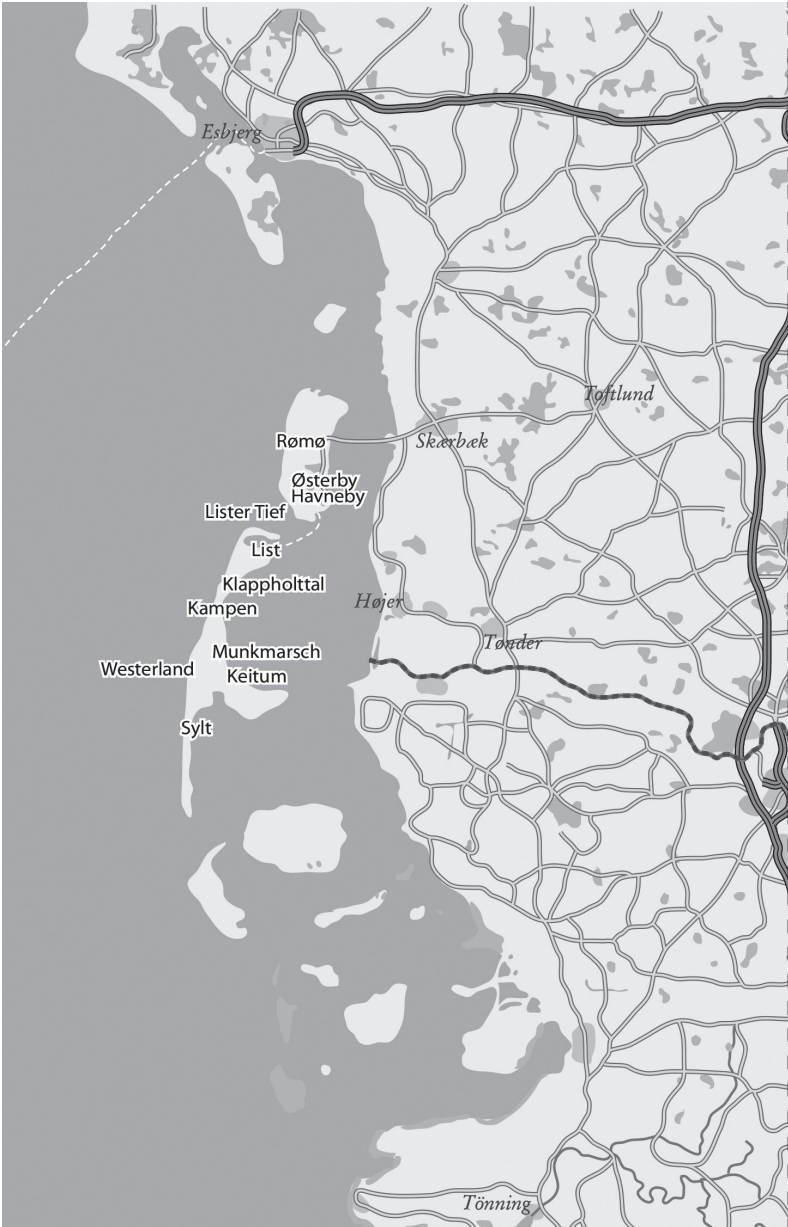 Esbjerg
Toftlund
Rømø
Skærbæk
Østerby
Havneby
Lister Tief
List
Klappholttal
Kampen
Højer
Tønder
Munkmarsch
Westerland
Keitum
Sylt
Tönning